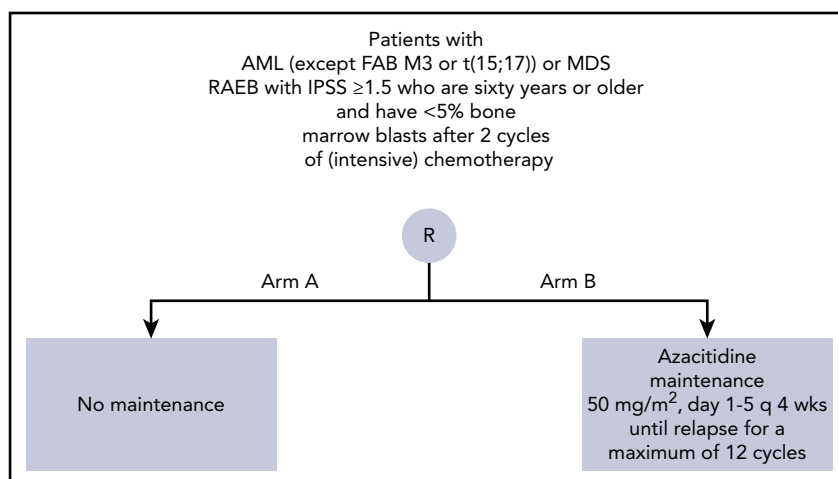 Patients with
AML (except FAB M3 or t(15;17)) or MDS
RAEB with IPSS ≥1.5 who are sixty years or older
and have <5% bone
marrow blasts after 2 cycles
of (intensive) chemotherapy
R
Arm A
Arm B
No maintenance
Azacitidine
maintenance
50 mg/m², day 1-5 q 4 wks
until relapse for a
maximum of 12 cycles